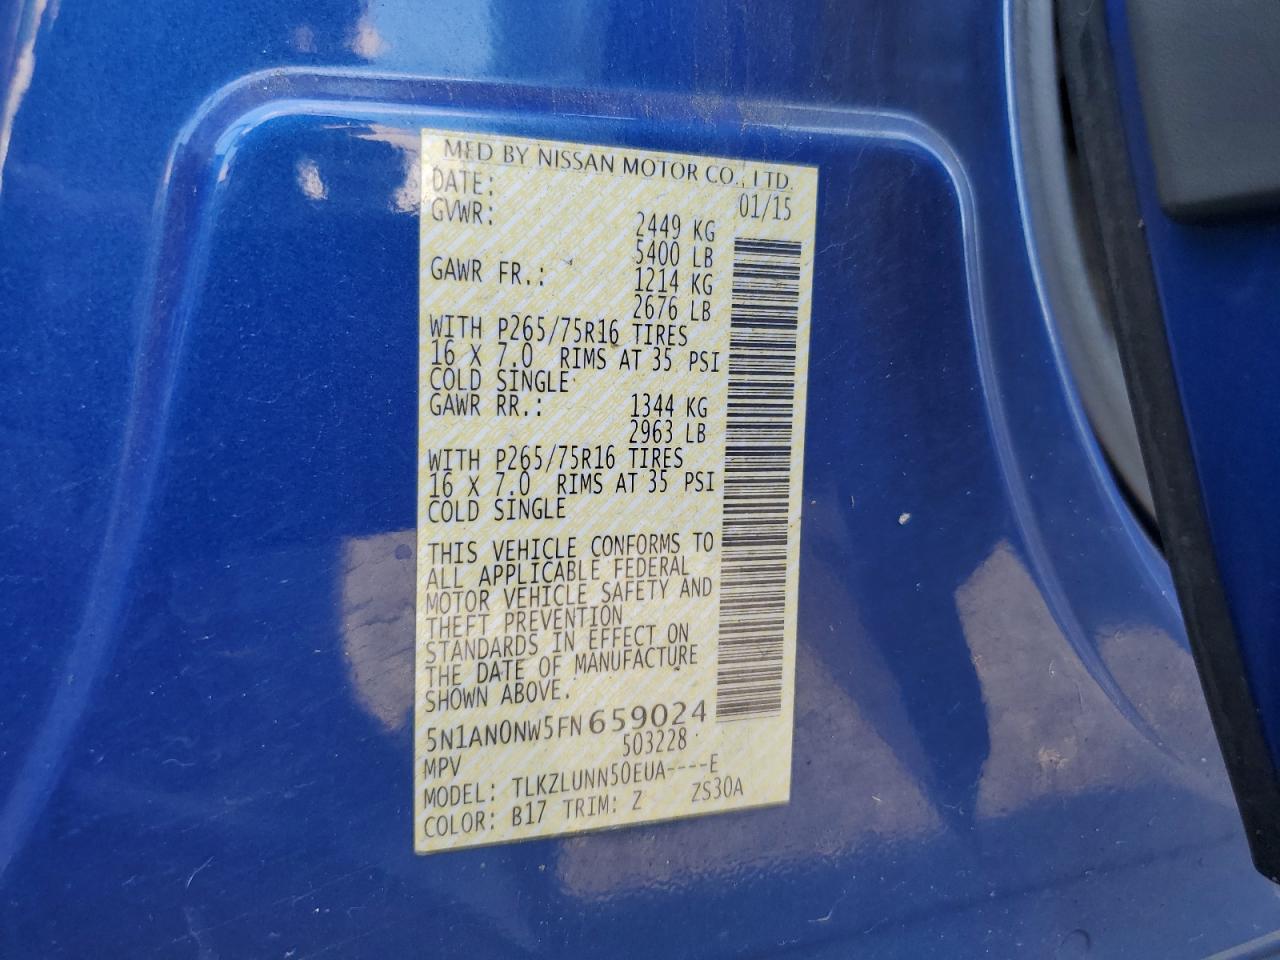 MFD BY NISSAN MOTOR CO., LTD.
DATE: 01/15
GVWR: 2449 KG
5400 LB
GAWR FR.: 1214 KG
2676 LB
WITH P265/75R16 TIRES
16 X 7.0 RIMS AT 35 PSI
COLD SINGLE
GAWR RR.: 1344 KG
2963 LB
WITH P265/75R16 TIRES
16 X 7.0 RIMS AT 35 PSI
COLD SINGLE
THIS VEHICLE CONFORMS TO
ALL APPLICABLE FEDERAL
MOTOR VEHICLE SAFETY AND
THEFT PREVENTION
STANDARDS IN EFFECT ON
THE DATE OF MANUFACTURE
SHOWN ABOVE.
5N1AN0NW5FN659024
503228
MPV
MODEL: TLKZLUNN50EUA----E
COLOR: B17 TRIM: Z ZS30A